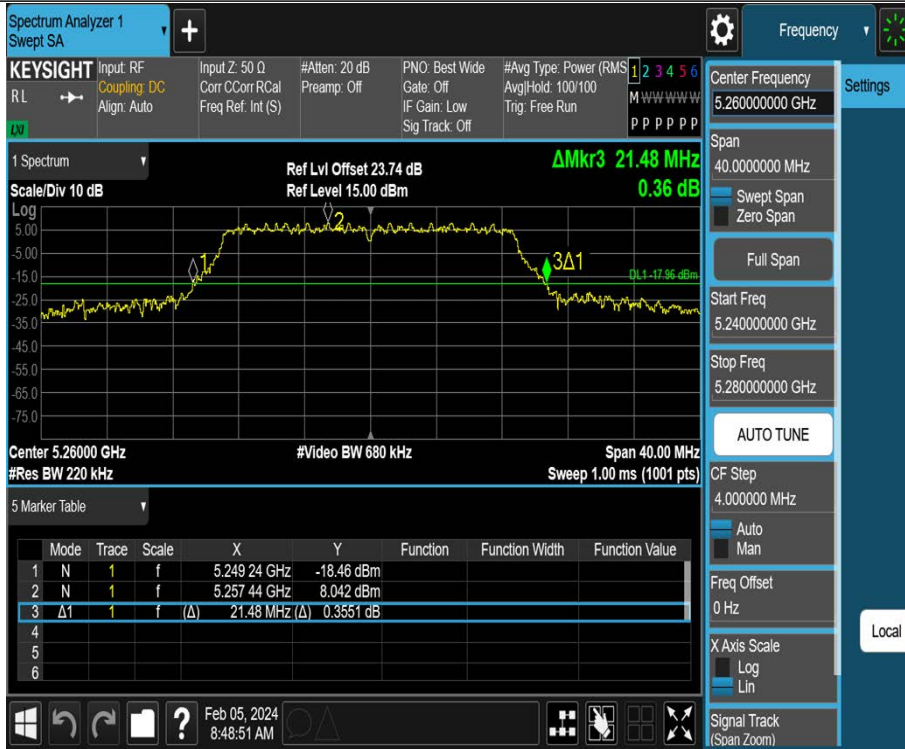 Spectrum Analyzer 1
Swept SA
+
Frequency
KEYSIGHT
Input: RF
Input Z: 50 Ω
#Atten: 20 dB
PNO: Best Wide
#Avg Type: Power (RMS
1 2 3 4 5 6
R L
Coupling: DC
Corr CCorr RCal
Preamp: Off
Gate: Off
Avg|Hold: 100/100
M W W W W W
Align: Auto
Freq Ref: Int (S)
IF Gain: Low
Trig: Free Run
LXI
Sig Track: Off
P P P P P P
Center Frequency
5.260000000 GHz
Settings
1 Spectrum
Ref Lvl Offset 23.74 dB
ΔMkr3 21.48 MHz
Scale/Div 10 dB
Ref Level 15.00 dBm
0.36 dB
Log
5.00
-5.00
-15.0
-25.0
-35.0
-45.0
-55.0
-65.0
-75.0
1
2
3Δ1
DL1 -17.96 dBm
Center 5.26000 GHz
#Video BW 680 kHz
Span 40.00 MHz
#Res BW 220 kHz
Sweep 1.00 ms (1001 pts)
Span
40.0000000 MHz
Swept Span
Zero Span
Full Span
Start Freq
5.240000000 GHz
Stop Freq
5.280000000 GHz
AUTO TUNE
CF Step
4.000000 MHz
Auto
Man
Freq Offset
0 Hz
X Axis Scale
Log
Lin
Signal Track
(Span Zoom)
Local
5 Marker Table
Mode Trace Scale X Y Function Function Width Function Value
1 N 1 f 5.249 24 GHz -18.46 dBm
2 N 1 f 5.257 44 GHz 8.042 dBm
3 Δ1 1 f (Δ) 21.48 MHz (Δ) 0.3551 dB
4
5
6
?
Feb 05, 2024
8:48:51 AM